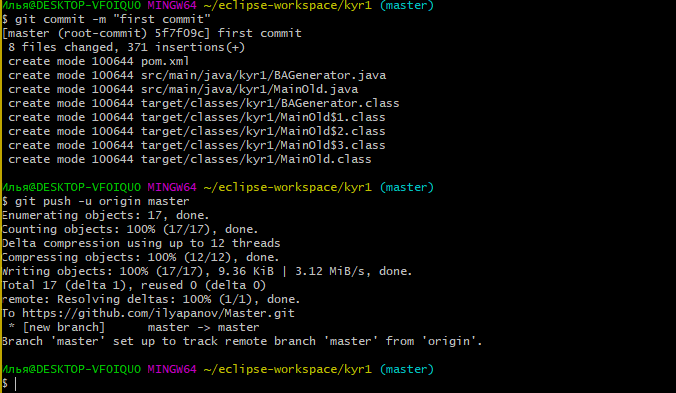 Илья@DESKTOP-VFOIQUO MINGW64 ~/eclipse-workspace/kyr1 (master)
$ git commit -m "first commit"
[master (root-commit) 5f7f09c] first commit
 8 files changed, 371 insertions(+)
 create mode 100644 pom.xml
 create mode 100644 src/main/java/kyr1/BAGenerator.java
 create mode 100644 src/main/java/kyr1/MainOld.java
 create mode 100644 target/classes/kyr1/BAGenerator.class
 create mode 100644 target/classes/kyr1/MainOld$1.class
 create mode 100644 target/classes/kyr1/MainOld$2.class
 create mode 100644 target/classes/kyr1/MainOld$3.class
 create mode 100644 target/classes/kyr1/MainOld.class
Илья@DESKTOP-VFOIQUO MINGW64 ~/eclipse-workspace/kyr1 (master)
$ git push -u origin master
Enumerating objects: 17, done.
Counting objects: 100% (17/17), done.
Delta compression using up to 12 threads
Compressing objects: 100% (12/12), done.
Writing objects: 100% (17/17), 9.36 KiB | 3.12 MiB/s, done.
Total 17 (delta 1), reused 0 (delta 0)
remote: Resolving deltas: 100% (1/1), done.
To https://github.com/ilyapanov/Master.git
 * [new branch]      master -> master
Branch 'master' set up to track remote branch 'master' from 'origin'.
Илья@DESKTOP-VFOIQUO MINGW64 ~/eclipse-workspace/kyr1 (master)
$